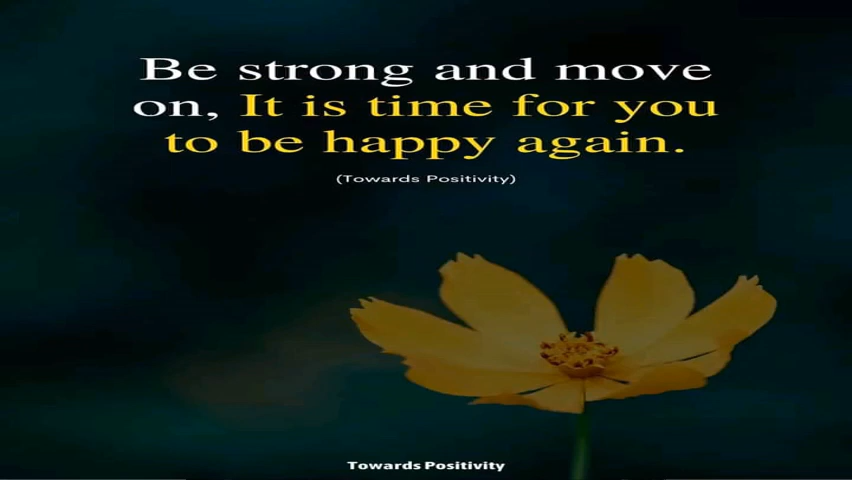 Be strong and move
on, It is time for you
to be happy again.
(Towards Positivity)
Towards Positivity